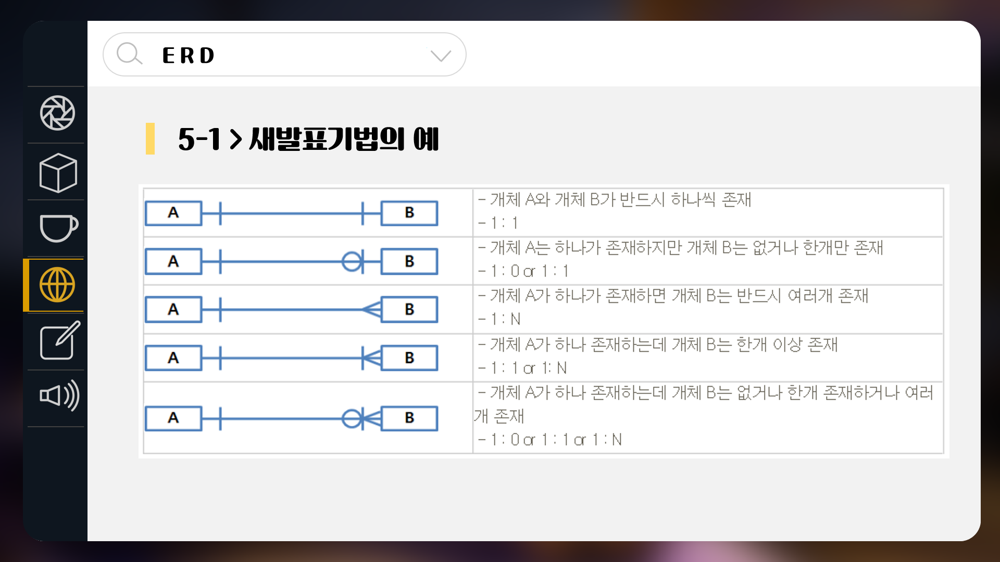 ERD
5-1 > 새발표기법의 예
A B
- 개체 A와 개체 B가 반드시 하나씩 존재
- 1 : 1
A B
- 개체 A는 하나가 존재하지만 개체 B는 없거나 한개만 존재
- 1 : 0 or 1 : 1
A B
- 개체 A가 하나가 존재하면 개체 B는 반드시 여러개 존재
- 1 : N
A B
- 개체 A가 하나 존재하는데 개체 B는 한개 이상 존재
- 1 : 1 or 1: N
A B
- 개체 A가 하나 존재하는데 개체 B는 없거나 한개 존재하거나 여러
개 존재
- 1 : 0 or 1 : 1 or 1 : N